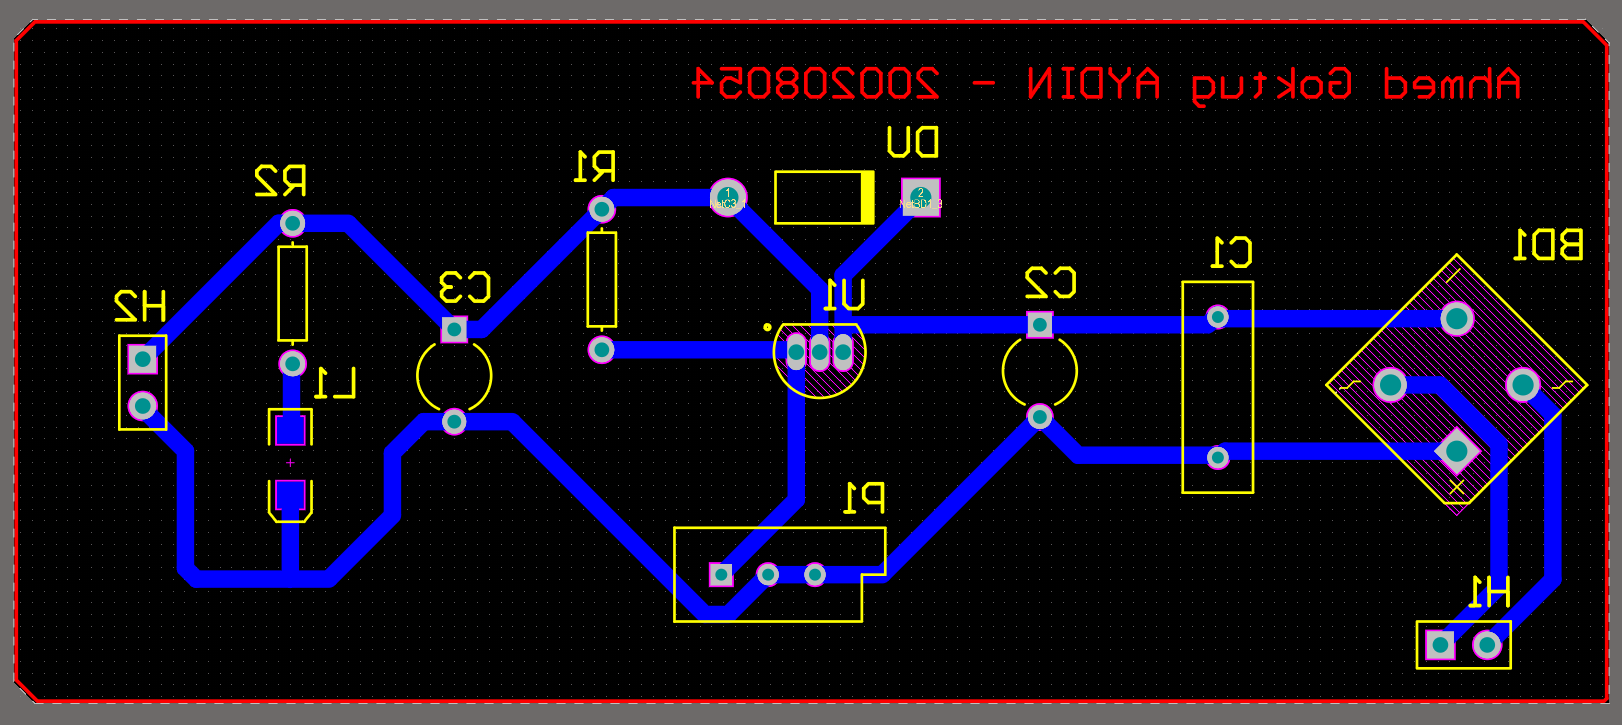 Ahmed Goktug AYDIN - 200208054
DU
R1
R2
BD1
C1
C2
C3
U1
H2
L1
P1
H1
1
NetC3_1
2
NetBD1_3